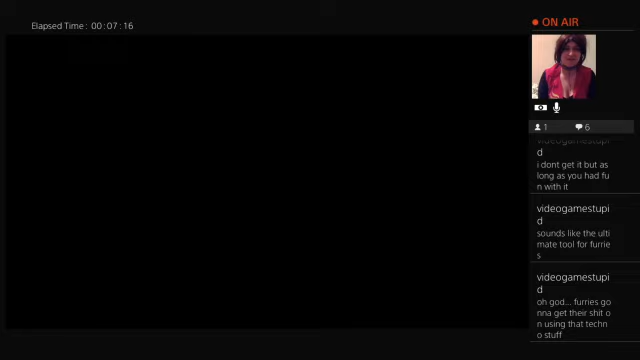 Elapsed Time : 00:07:16
ON AIR
1
6
videogamestupi
d
i dont get it but as
long as you had fu
n with it
videogamestupi
d
sounds like the ulti
mate tool for furrie
s
videogamestupi
d
oh god... furries go
nna get their shit o
n using that techn
o stuff